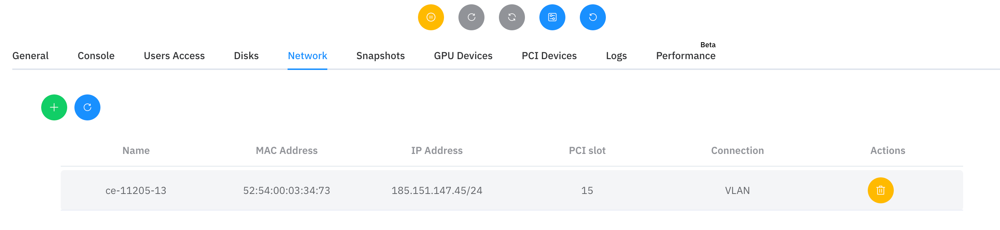 Beta
General Console Users Access Disks Network Snapshots GPU Devices PCI Devices Logs Performance
Name MAC Address IP Address PCI slot Connection Actions
ce-11205-13 52:54:00:03:34:73 185.151.147.45/24 15 VLAN